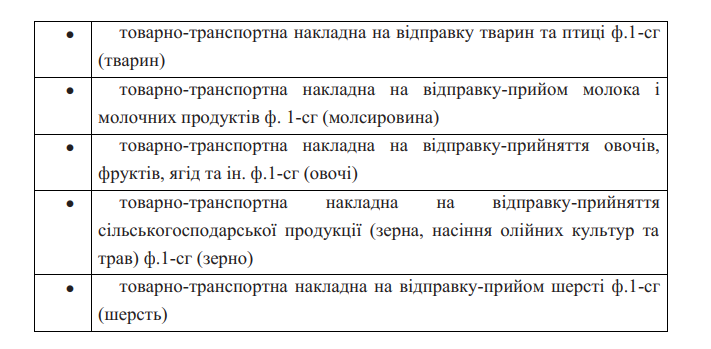 • товарно-транспортна накладна на відправку тварин та птиці ф.1-сг
(тварин)
• товарно-транспортна накладна на відправку-прийом молока і
молочних продуктів ф. 1-сг (молсировина)
• товарно-транспортна накладна на відправку-прийняття овочів,
фруктів, ягід та ін. ф.1-сг (овочі)
• товарно-транспортна накладна на відправку-прийняття
сільськогосподарської продукції (зерна, насіння олійних культур та
трав) ф.1-сг (зерно)
• товарно-транспортна накладна на відправку-прийом шерсті ф.1-сг
(шерсть)